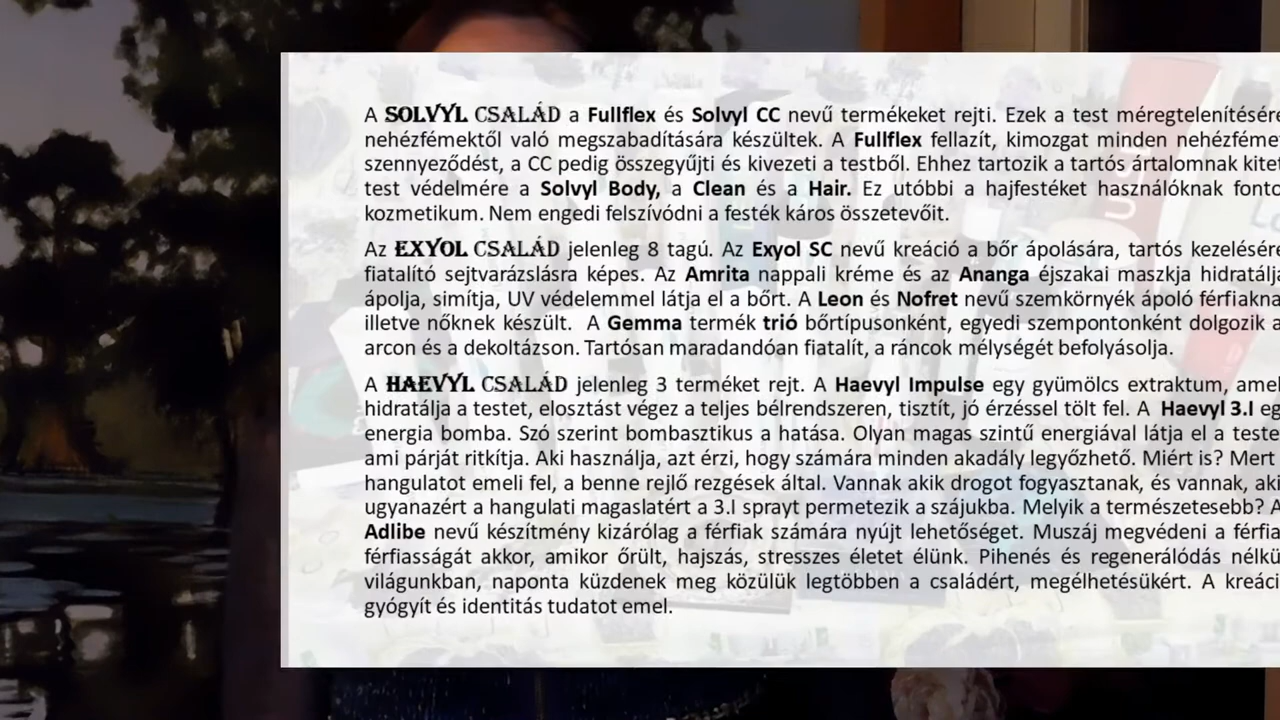 A SOLVYL CSALÁD a Fullflex és Solvyl CC nevű termékeket rejti. Ezek a test méregtelenítésére
nehézfémektől való megszabadítására készültek. A Fullflex fellazít, kimozgat minden nehézféme
szennyeződést, a CC pedig összegyűjti és kivezeti a testből. Ehhez tartozik a tartós ártalomnak kitet
test védelmére a Solvyl Body, a Clean és a Hair. Ez utóbbi a hajfestéket használóknak fonto
kozmetikum. Nem engedi felszívódni a festék káros összetevőit.
Az EXYOL CSALÁD jelenleg 8 tagú. Az Exyol SC nevű kreáció a bőr ápolására, tartós kezelésére
fiatalító sejtvarázslásra képes. Az Amrita nappali kréme és az Ananga éjszakai maszkja hidratálja
ápolja, simítja, UV védelemmel látja el a bőrt. A Leon és Nofret nevű szemkörnyék ápoló férfiakna
illetve nőknek készült. A Gemma termék trió bőrtípusonként, egyedi szempontonként dolgozik a
arcon és a dekoltázson. Tartósan maradandóan fiatalít, a ráncok mélységét befolyásolja.
A HAEVYL CSALÁD jelenleg 3 terméket rejt. A Haevyl Impulse egy gyümölcs extraktum, amel
hidratálja a testet, elosztást végez a teljes bélrendszeren, tisztít, jó érzéssel tölt fel. A Haevyl 3.I eg
energia bomba. Szó szerint bombasztikus a hatása. Olyan magas szintű energiával látja el a teste
ami párját ritkítja. Aki használja, azt érzi, hogy számára minden akadály legyőzhető. Miért is? Mert
hangulatot emeli fel, a benne rejlő rezgések által. Vannak akik drogot fogyasztanak, és vannak, aki
ugyanazért a hangulati magaslatért a 3.I sprayt permetezik a szájukba. Melyik a természetesebb? A
Adlibe nevű készítmény kizárólag a férfiak számára nyújt lehetőséget. Muszáj megvédeni a férfia
férfiasságát akkor, amikor őrült, hajszás, stresszes életet élünk. Pihenés és regenerálódás nélkü
világunkban, naponta küzdenek meg közülük legtöbben a családért, megélhetésükért. A kreáci
gyógyít és identitás tudatot emel.